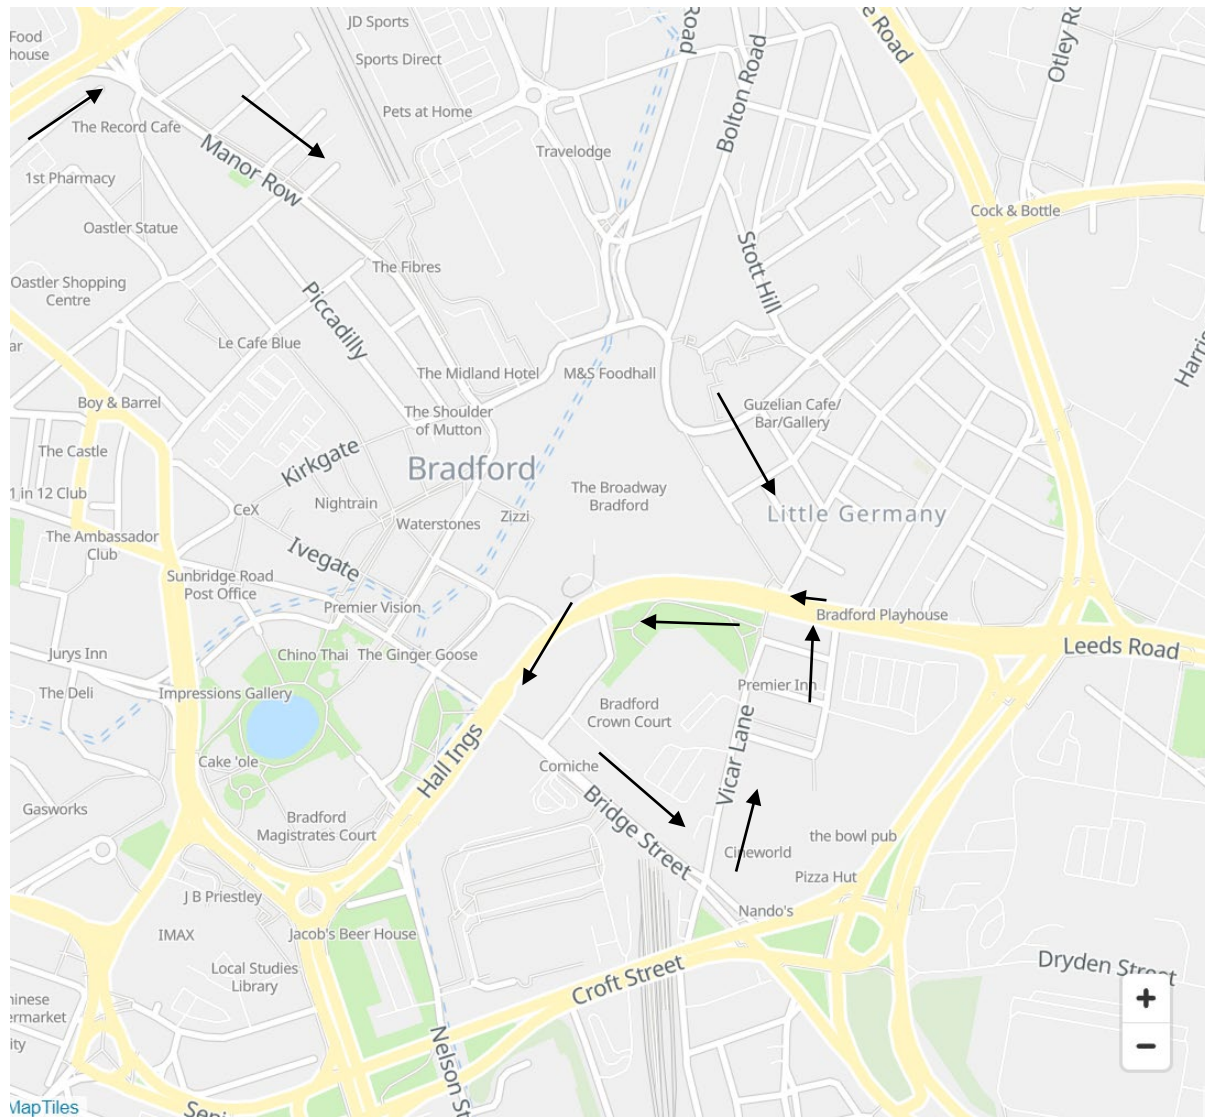 JD Sports
Food
house
Sports Direct
Road
e Road
Otley Ro
Bolton Road
Pets at Home
The Record Cafe
Manor Row
Travelodge
1st Pharmacy
Cock & Bottle
Oastler Statue
Stott Hill
The Fibres
Oastler Shopping
Centre
Piccadilly
Harris
ar
Le Cafe Blue
The Midland Hotel
M&S Foodhall
Boy & Barrel
The Shoulder
of Mutton
Guzelian Cafe/
Bar/Gallery
The Castle
Kirkgate
Bradford
1 in 12 Club
CeX
Nightrain
Waterstones
Zizzi
The Broadway
Bradford
Little Germany
The Ambassador
Club
Ivegate
Sunbridge Road
Post Office
Premier Vision
Bradford Playhouse
Jurys Inn
Chino Thai
The Ginger Goose
Leeds Road
The Deli
Impressions Gallery
Premier Inn
Bradford
Crown Court
Hall Ings
Vicar Lane
Cake 'ole
Corniche
Gasworks
Bradford
Magistrates Court
Bridge Street
the bowl pub
Cineworld
Pizza Hut
J B Priestley
Nando's
IMAX
Jacob's Beer House
Local Studies
Library
Croft Street
Dryden Street
hinese
ermarket
ity
+
−
Nelson St
MapTiles